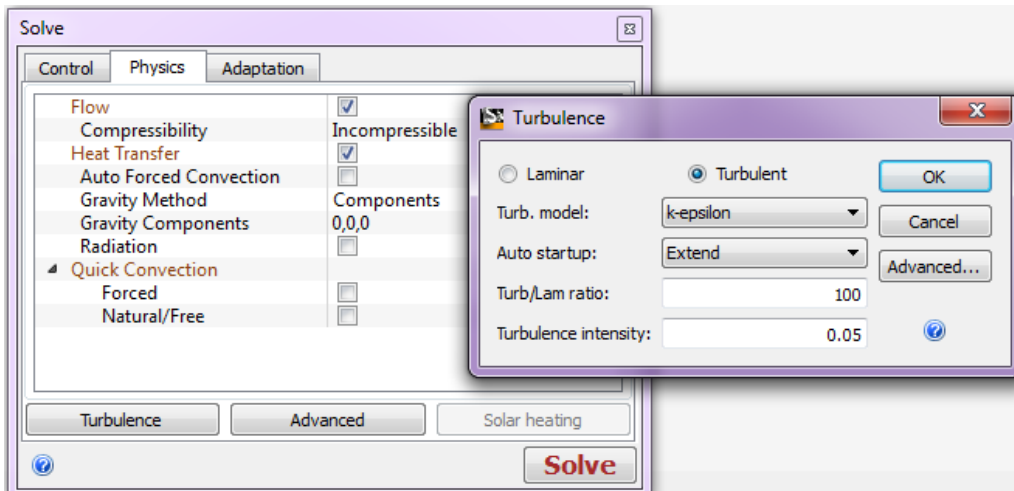 Solve
Control Physics Adaptation
Flow
Compressibility Incompressible
Heat Transfer
Auto Forced Convection
Gravity Method Components
Gravity Components 0,0,0
Radiation
Quick Convection
Forced
Natural/Free
Turbulence Advanced Solar heating
Solve
Turbulence
Laminar Turbulent OK
Turb. model: k-epsilon Cancel
Auto startup: Extend Advanced...
Turb/Lam ratio: 100
Turbulence intensity: 0.05